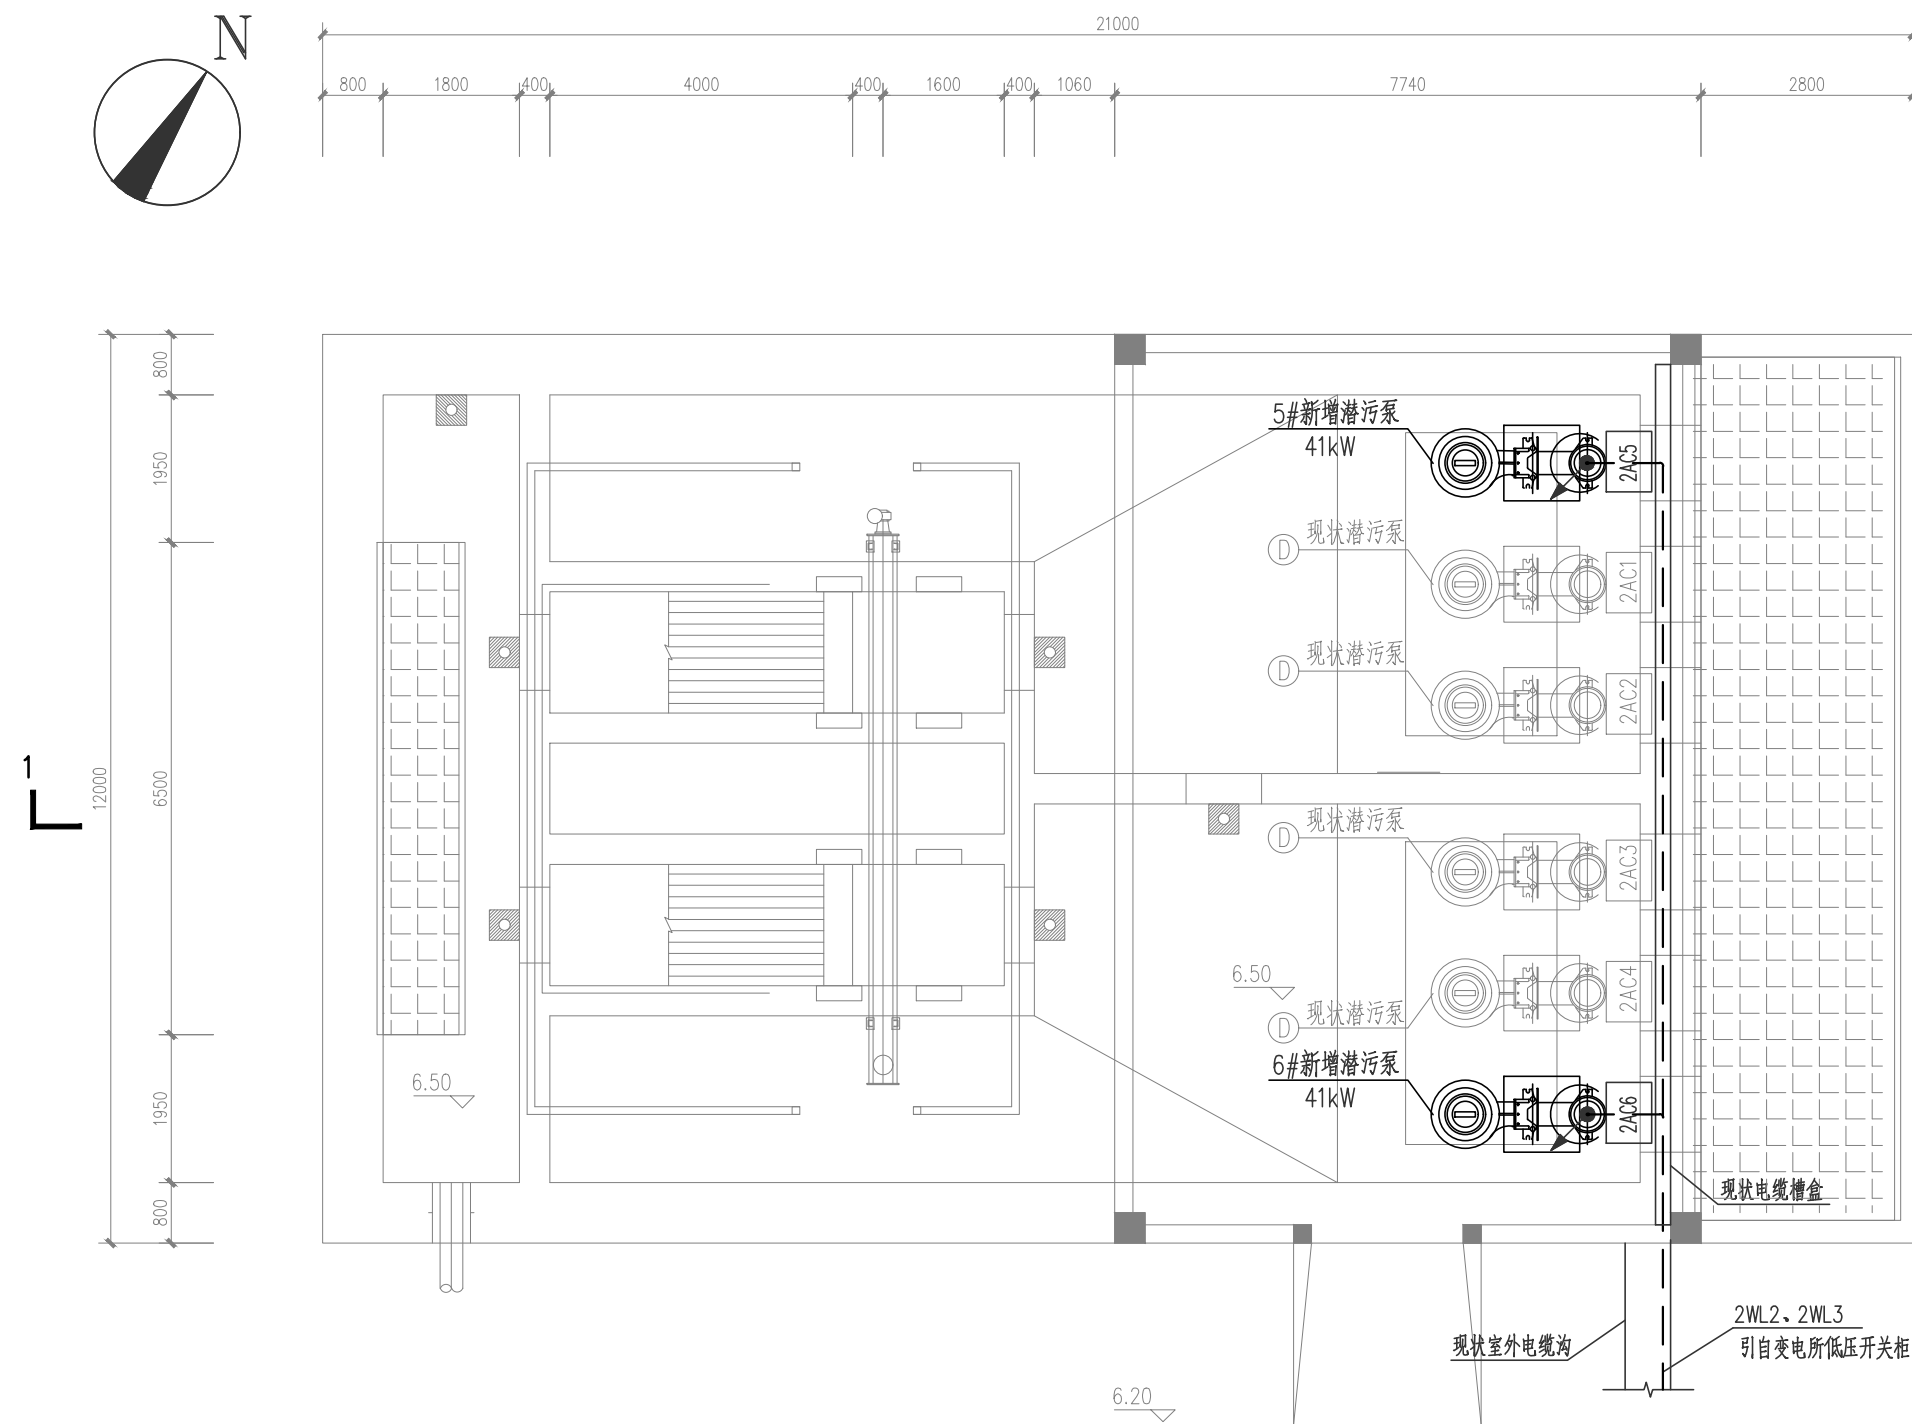 N
21000
800 1800 400 4000 400 1600 400 1060 7740 2800
800
1950
6500
1950
800
12000
1
5#新增潜污泵
41kW
2AC5
D 现状潜污泵
2AC1
D 现状潜污泵
2AC2
D 现状潜污泵
2AC3
6.50
D 现状潜污泵
2AC4
6#新增潜污泵
41kW
2AC6
6.50
现状电缆槽盒
2WL2、2WL3
引自变电所低压开关柜
现状室外电缆沟
6.20